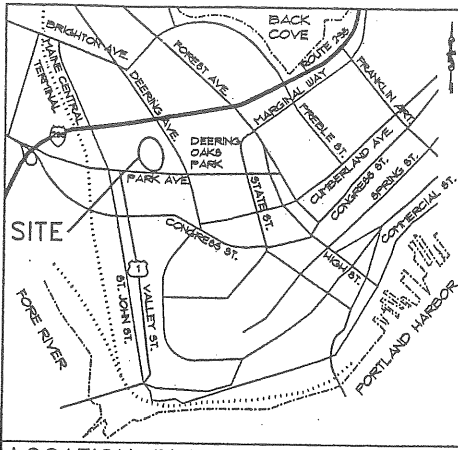 BACK
COVE
BRIGHTON AVE.
FOREST AVE.
ROUTE 295
MAINE CENTRAL
TERMINAL
DEERING AVE.
MARGINAL WAY
FRANKLIN ART.
PREBLE ST.
295
DEERING
OAKS
PARK
CUMBERLAND AVE.
CONGRESS ST.
SPRING ST.
PARK AVE.
STATE ST.
COMMERCIAL ST.
SITE
CONGRESS ST.
HIGH ST.
1
FORE RIVER
ST. JOHN ST.
VALLEY ST.
PORTLAND HARBOR